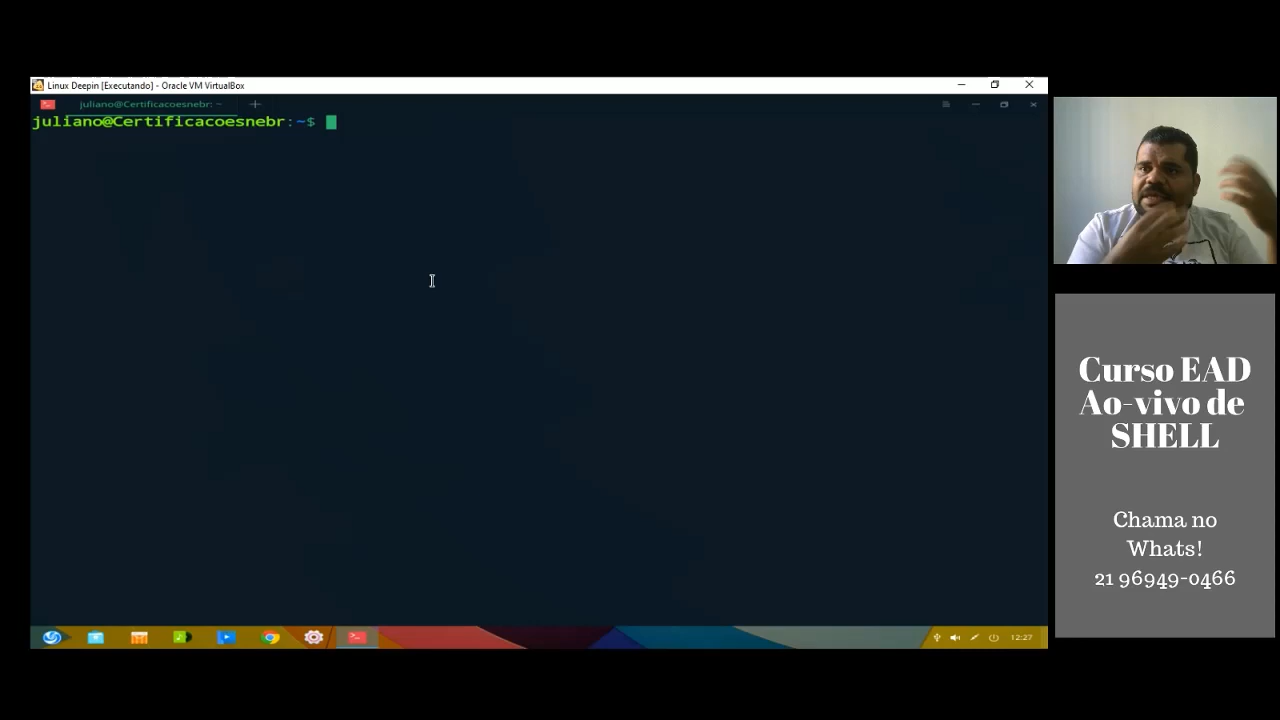 Linux Deepin [Executando] - Oracle VM VirtualBox
juliano@Certificacoesnebr: ~
juliano@Certificacoesnebr:~$
Curso EAD
Ao-vivo de
SHELL
Chama no
Whats!
21 96949-0466
12:27